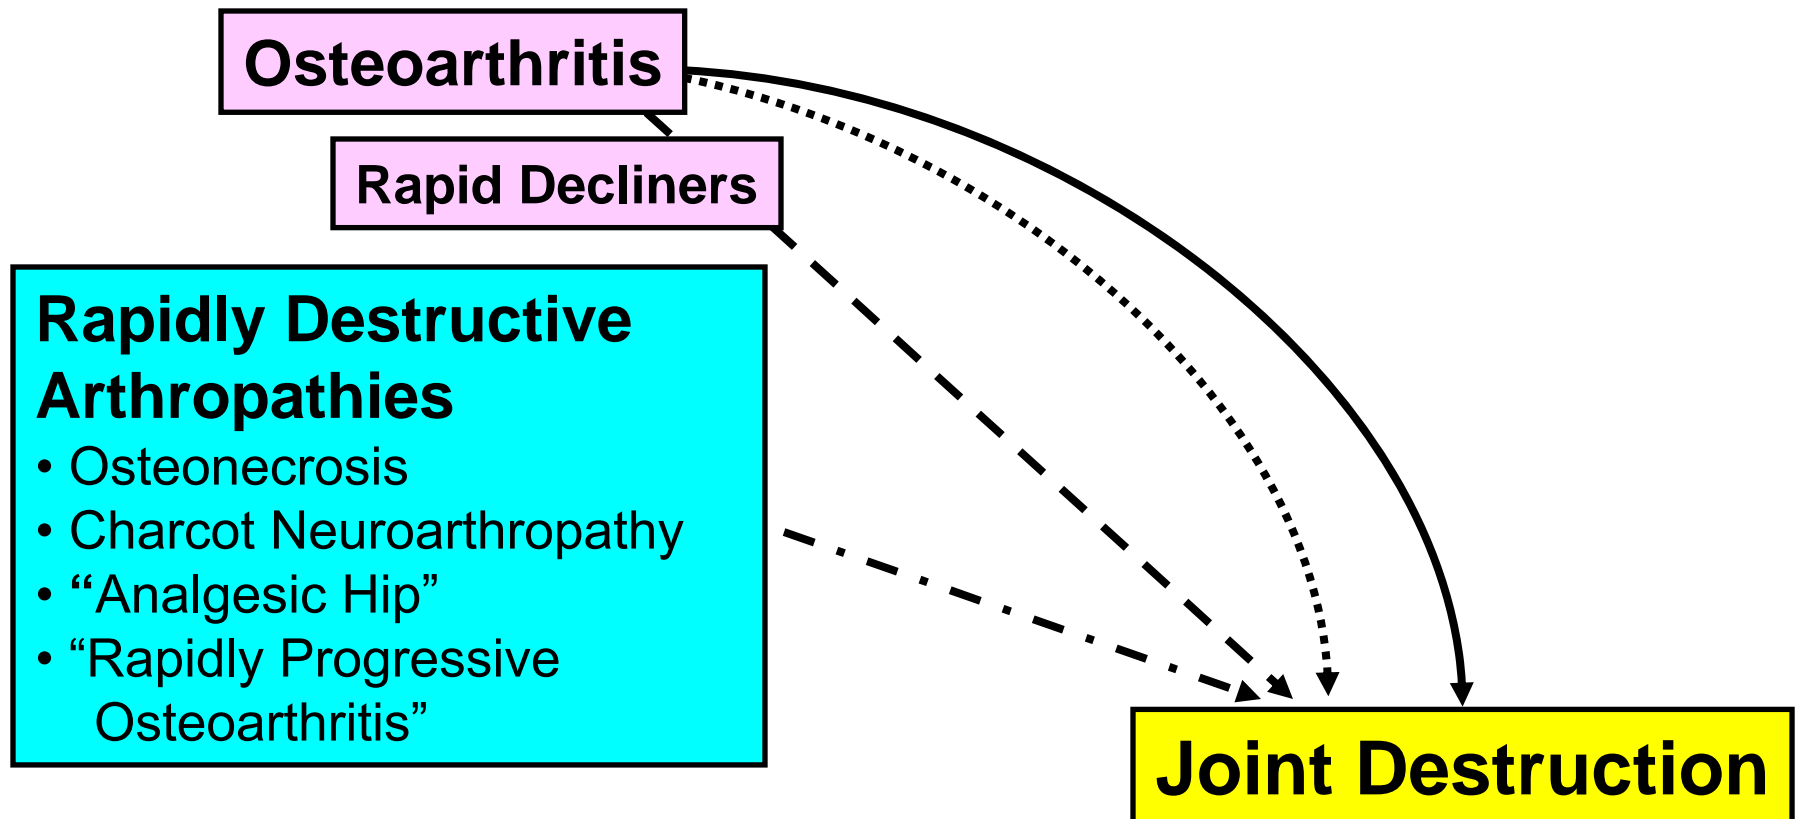 Osteoarthritis
Rapid Decliners
Rapidly Destructive
Arthropathies
• Osteonecrosis
• Charcot Neuroarthropathy
• “Analgesic Hip”
• “Rapidly Progressive
Osteoarthritis”
Joint Destruction